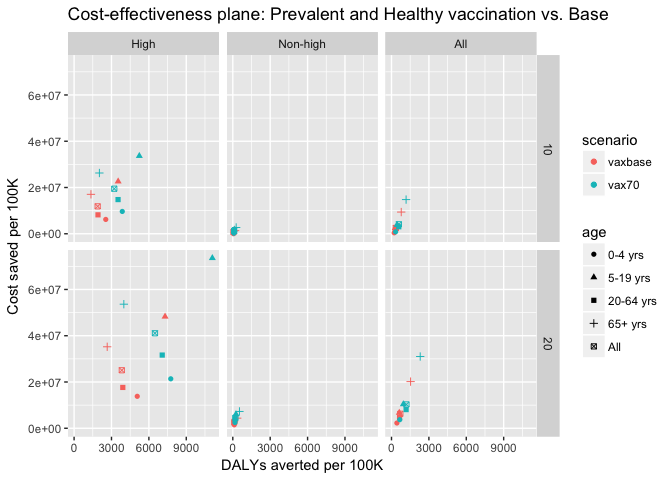 Cost-effectiveness plane: Prevalent and Healthy vaccination vs. Base
High
Non-high
All
6e+07
4e+07
2e+07
0e+00
10
6e+07
4e+07
2e+07
0e+00
20
0 3000 6000 9000
0 3000 6000 9000
0 3000 6000 9000
DALYs averted per 100K
Cost saved per 100K
scenario
vaxbase
vax70
age
0-4 yrs
5-19 yrs
20-64 yrs
65+ yrs
All